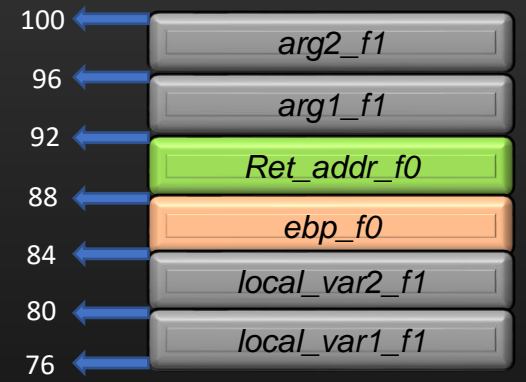 100
arg2_f1
96
arg1_f1
92
Ret_addr_f0
88
ebp_f0
84
local_var2_f1
80
local_var1_f1
76